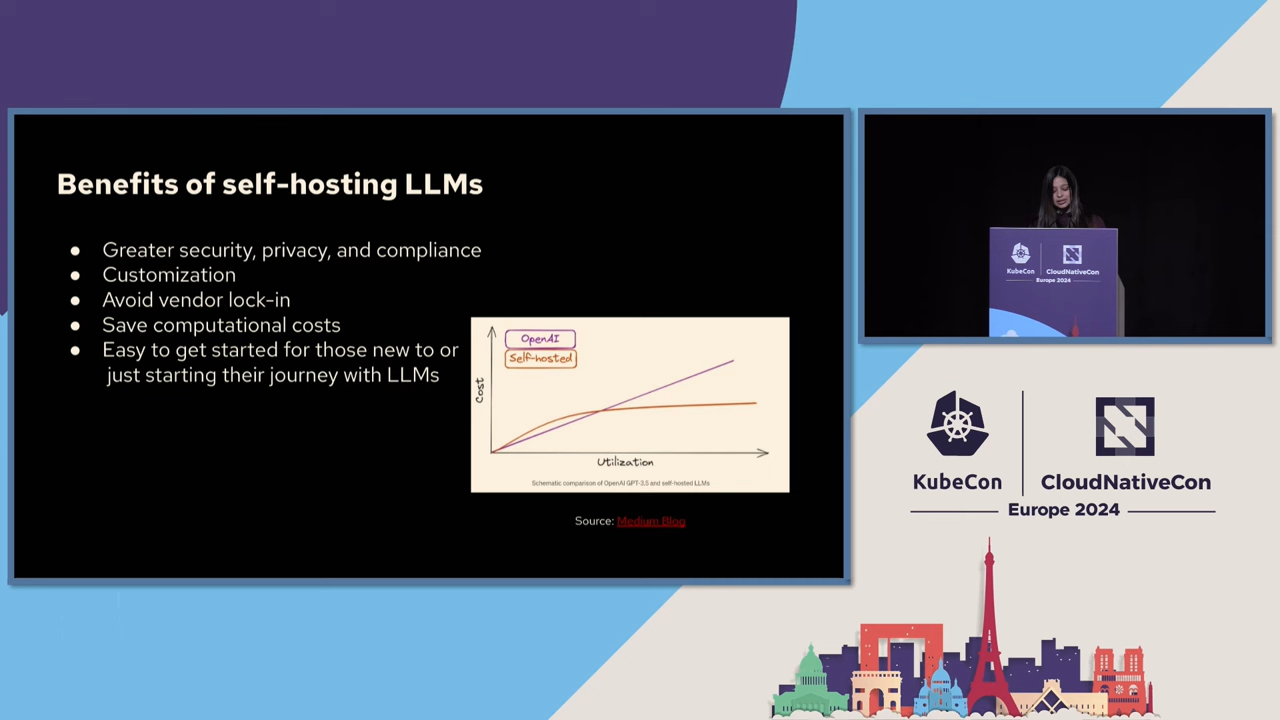 Benefits of self-hosting LLMs
● Greater security, privacy, and compliance
● Customization
● Avoid vendor lock-in
● Save computational costs
● Easy to get started for those new to or
just starting their journey with LLMs
OpenAI
Self-hosted
Cost
Utilization
Schematic comparison of OpenAI GPT-3.5 and self-hosted LLMs
Source: Medium Blog
KubeCon
CloudNativeCon
Europe 2024
KubeCon
CloudNativeCon
Europe 2024